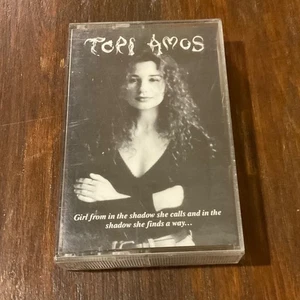 TORI AMOS
Girl from in the shadow she calls and in the
shadow she finds a way...